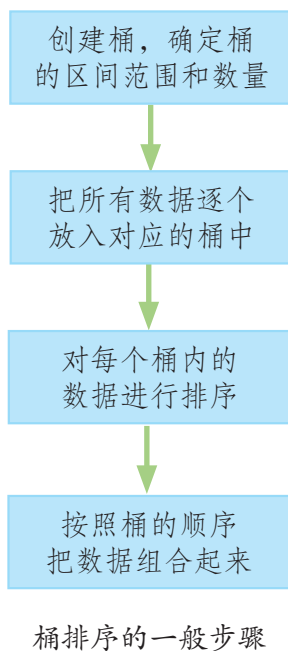 创建桶，确定桶
的区间范围和数量
把所有数据逐个
放入对应的桶中
对每个桶内的
数据进行排序
按照桶的顺序
把数据组合起来
桶排序的一般步骤